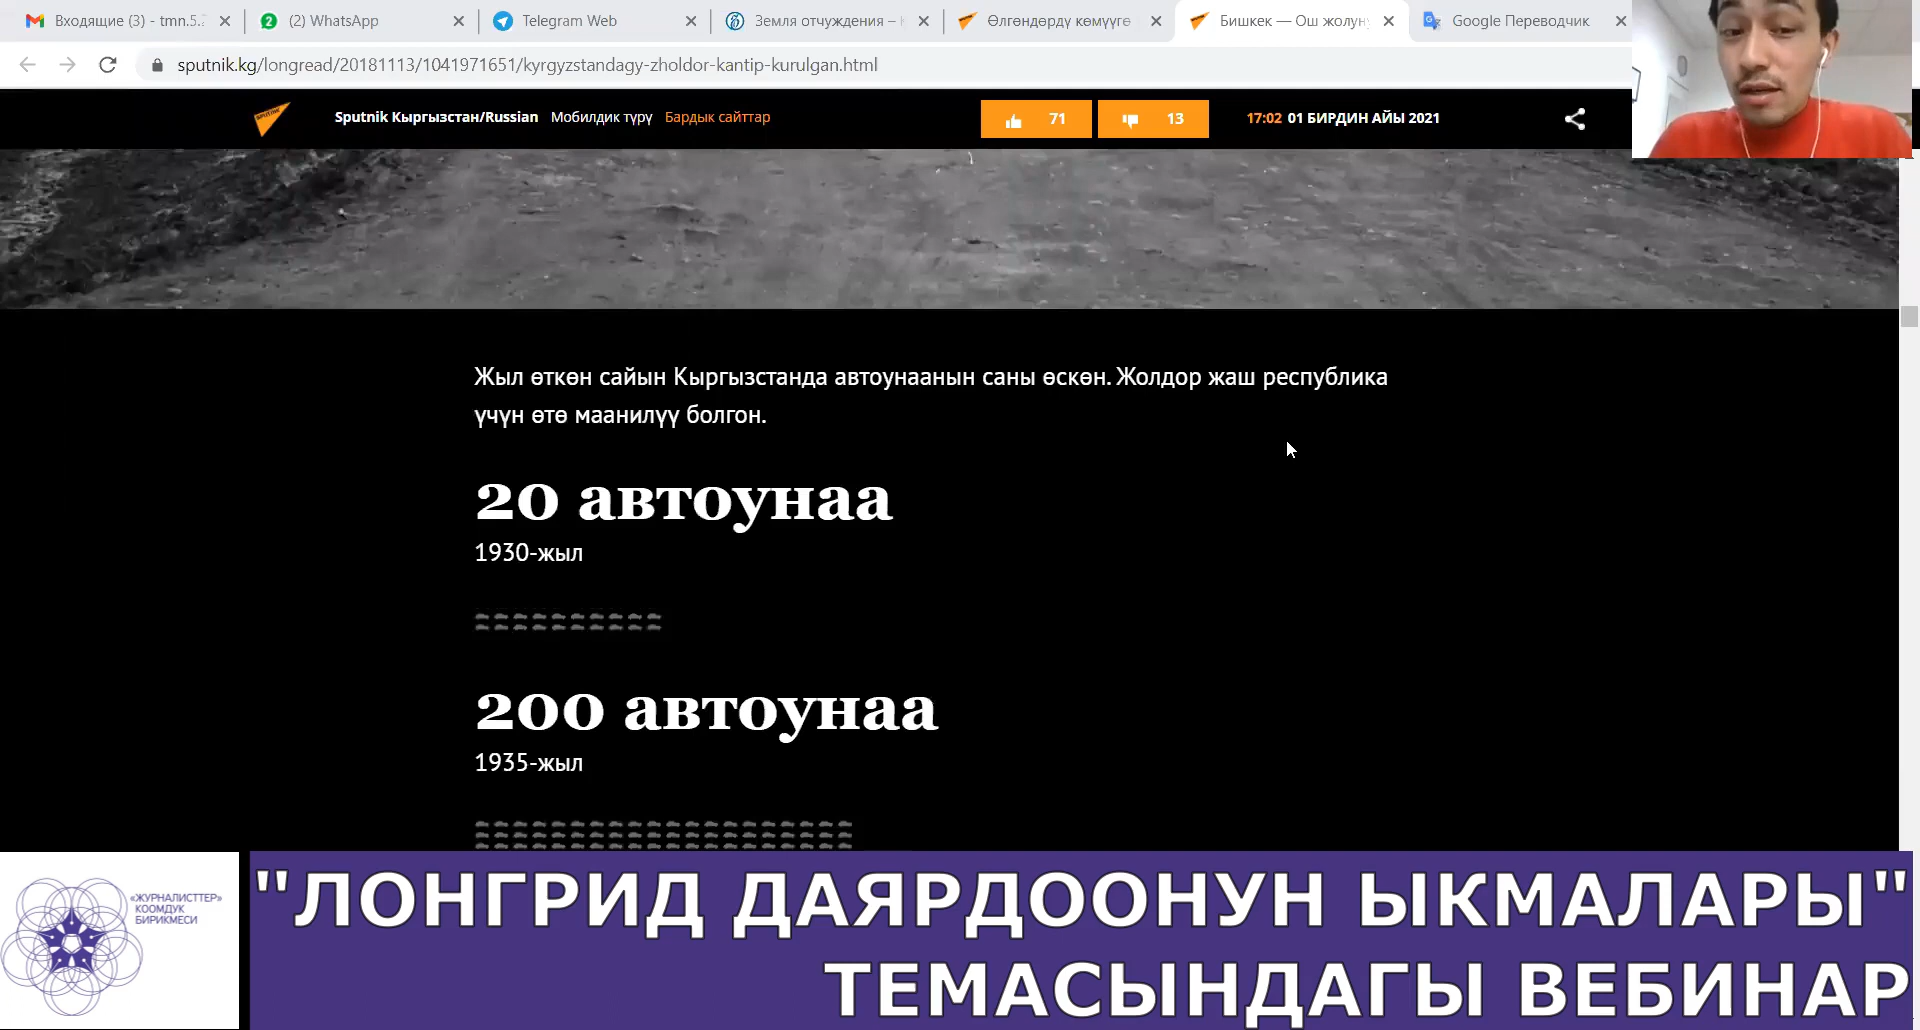 Входящие (3) - tmn.5.
(2) WhatsApp
Telegram Web
Земля отчуждения –
Өлгөндөрдү көмүүгө
Бишкек — Ош жолун
Google Переводчик
sputnik.kg/longread/20181113/1041971651/kyrgyzstandagy-zholdor-kantip-kurulgan.html
Sputnik Кыргызстан/Russian Мобилдик түрү Бардык сайттар
71
13
17:02 01 БИРДИН АЙЫ 2021
Жыл өткөн сайын Кыргызстанда автоунаанын саны өскөн. Жолдор жаш республика
үчүн өтө маанилүү болгон.
20 автоунаа
1930-жыл
200 автоунаа
1935-жыл
«ЖУРНАЛИСТТЕР»
КООМДУК
БИРИКМЕСИ
"ЛОНГРИД ДАЯРДООНУН ЫКМАЛАРЫ"
ТЕМАСЫНДАГЫ ВЕБИНАР